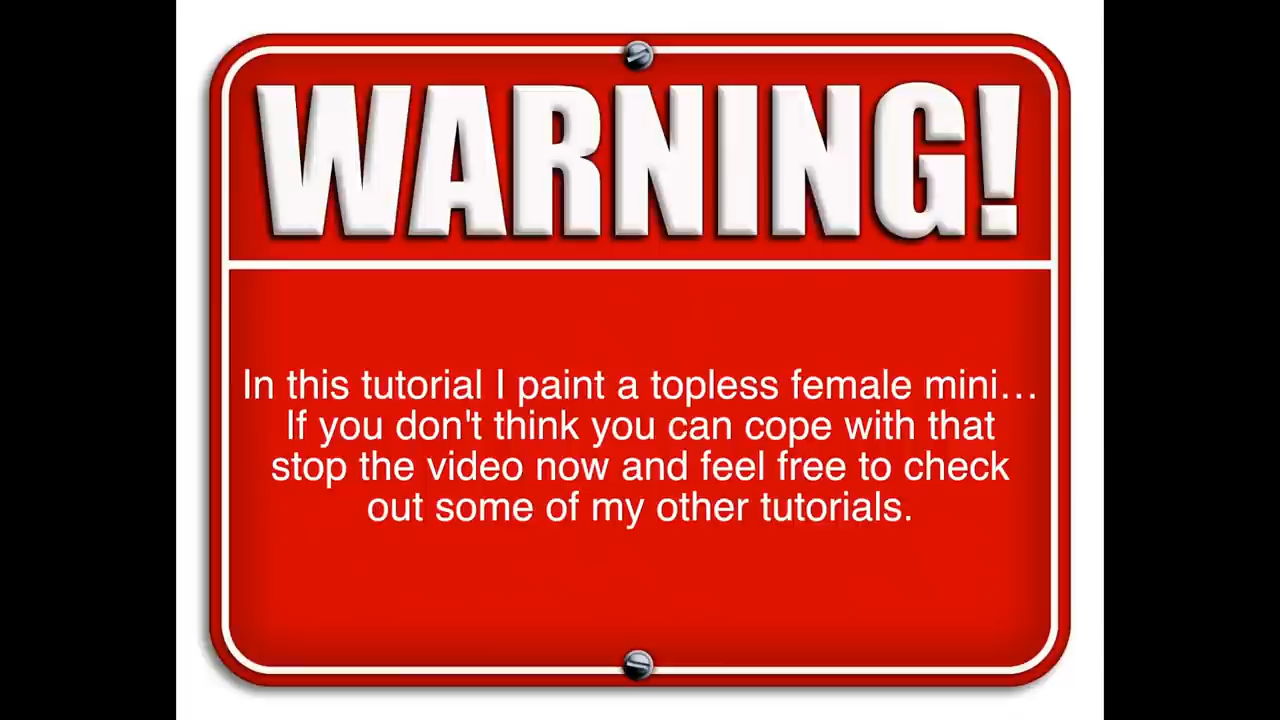 WARNING!
In this tutorial I paint a topless female mini...
If you don't think you can cope with that
stop the video now and feel free to check
out some of my other tutorials.